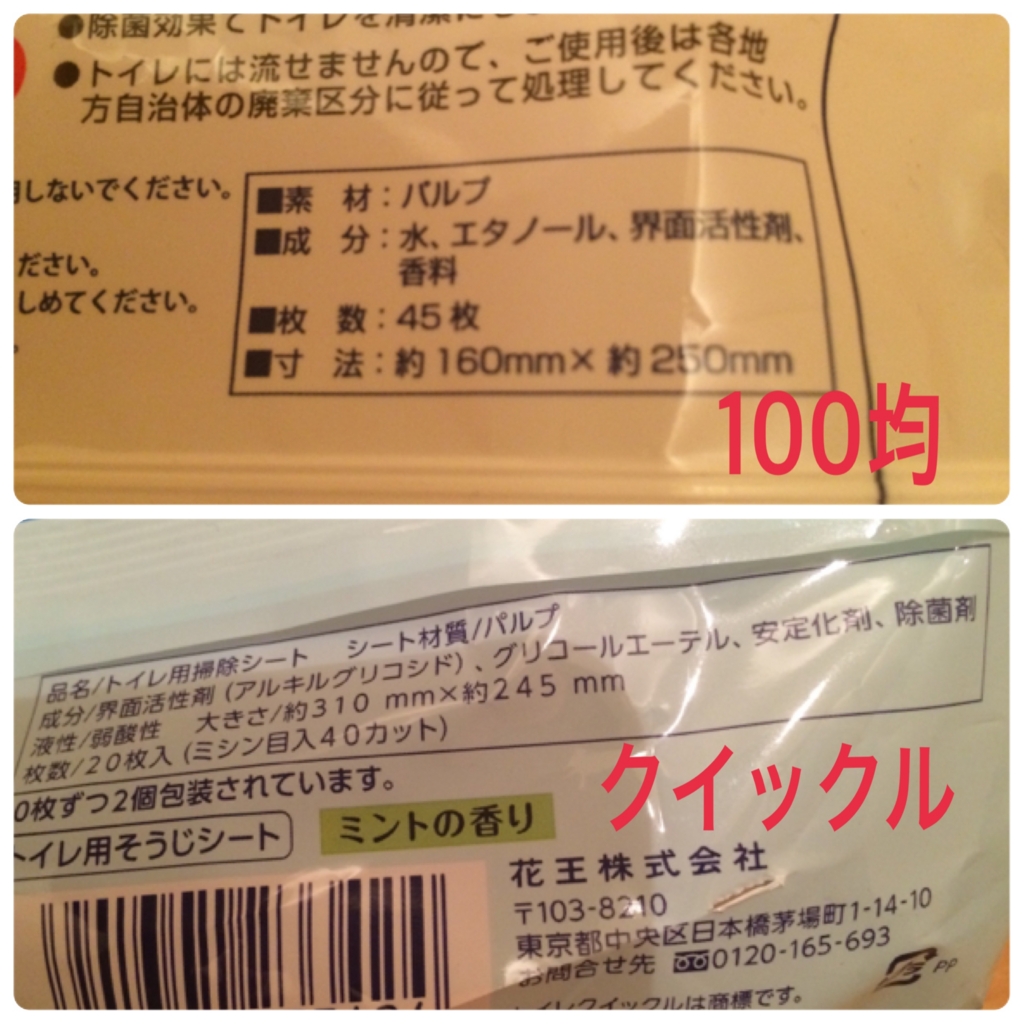 ●除菌効果でトイレを清潔に
●トイレには流せませんので、ご使用後は各地
方自治体の廃棄区分に従って処理してください。
しないでください。
ださい。
しめてください。
■素 材：パルプ
■成 分：水、エタノール、界面活性剤、
香料
■枚 数：45枚
■寸 法：約160mm×約250mm
100均
品名/トイレ用掃除シート シート材質/パルプ
成分/界面活性剤(アルキルグリコシド)、グリコールエーテル、安定化剤、除菌剤
液性/弱酸性 大きさ/約310 mm×約245 mm
枚数/20枚入(ミシン目入40カット)
0枚ずつ2個包装されています。
トイレ用そうじシート
ミントの香り
クイックル
花王株式会社
〒103-8210
東京都中央区日本橋茅場町1-14-10
お問合せ先 0120-165-693
PP
トイレクイックルは商標です。